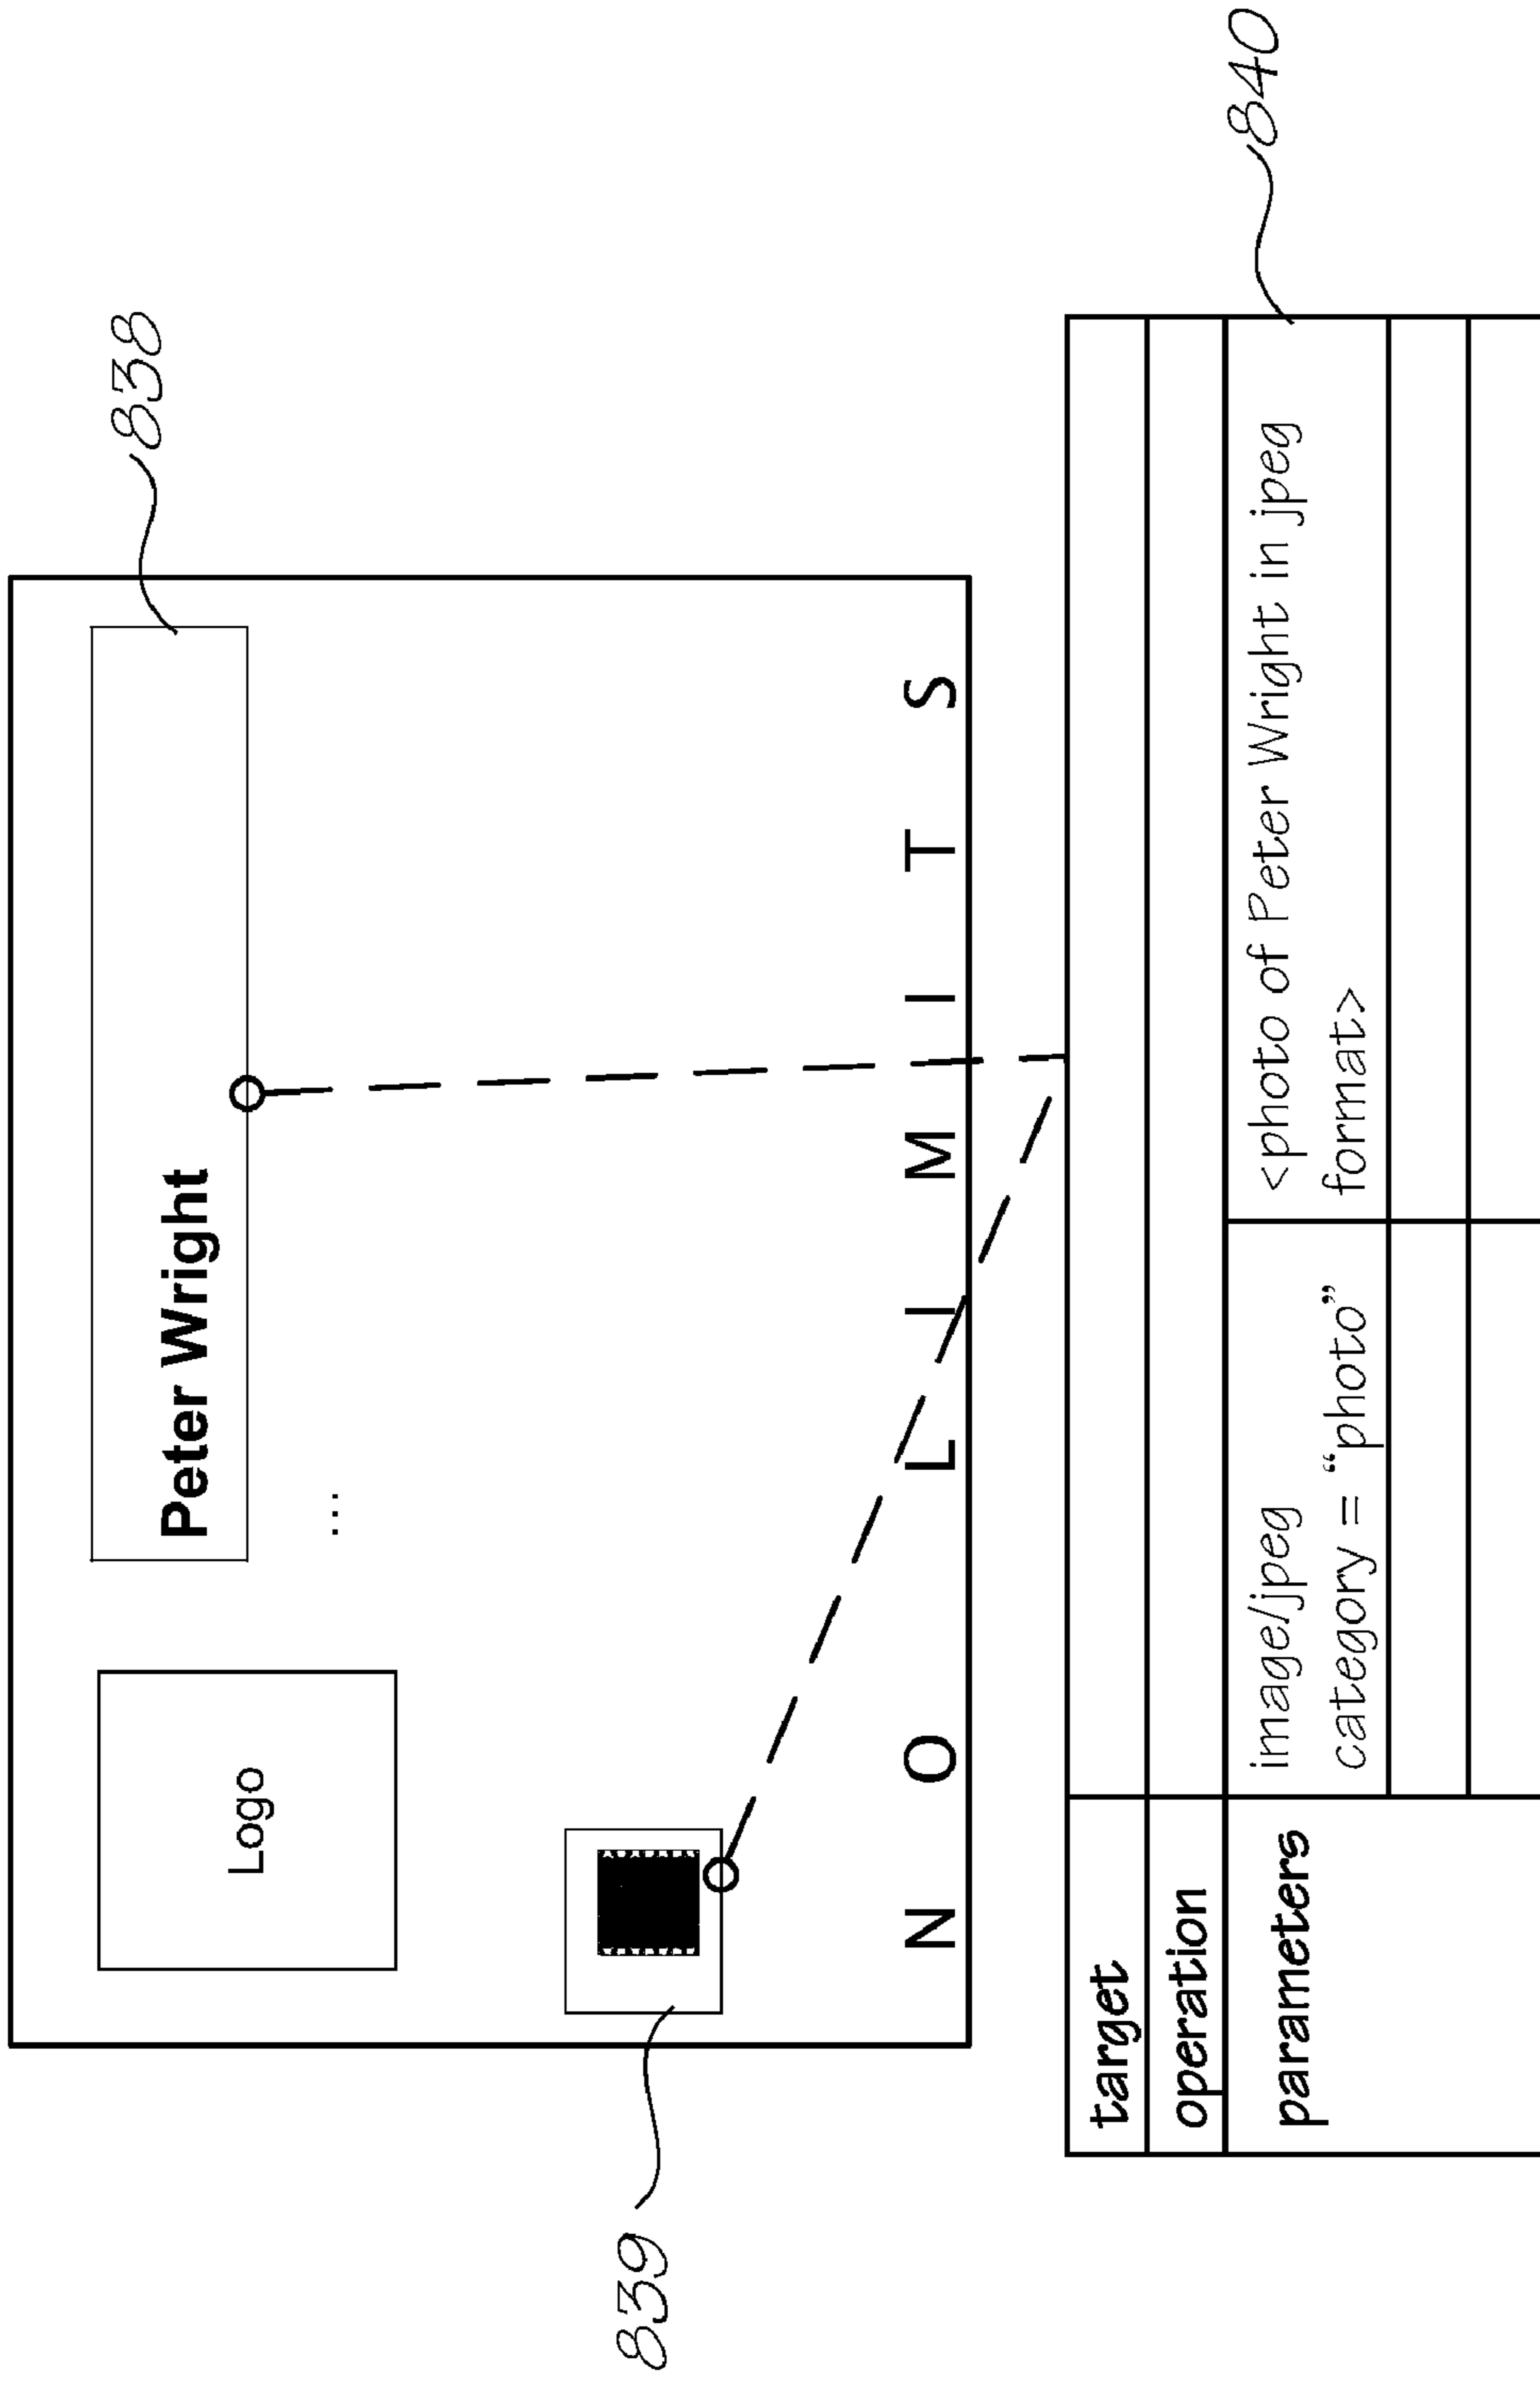 838
Peter Wright
Logo
...
839
N O L I M I T S
target
operation
parameters
image/jpeg
category = “photo”
<photo of Peter Wright in jpeg
format>
840